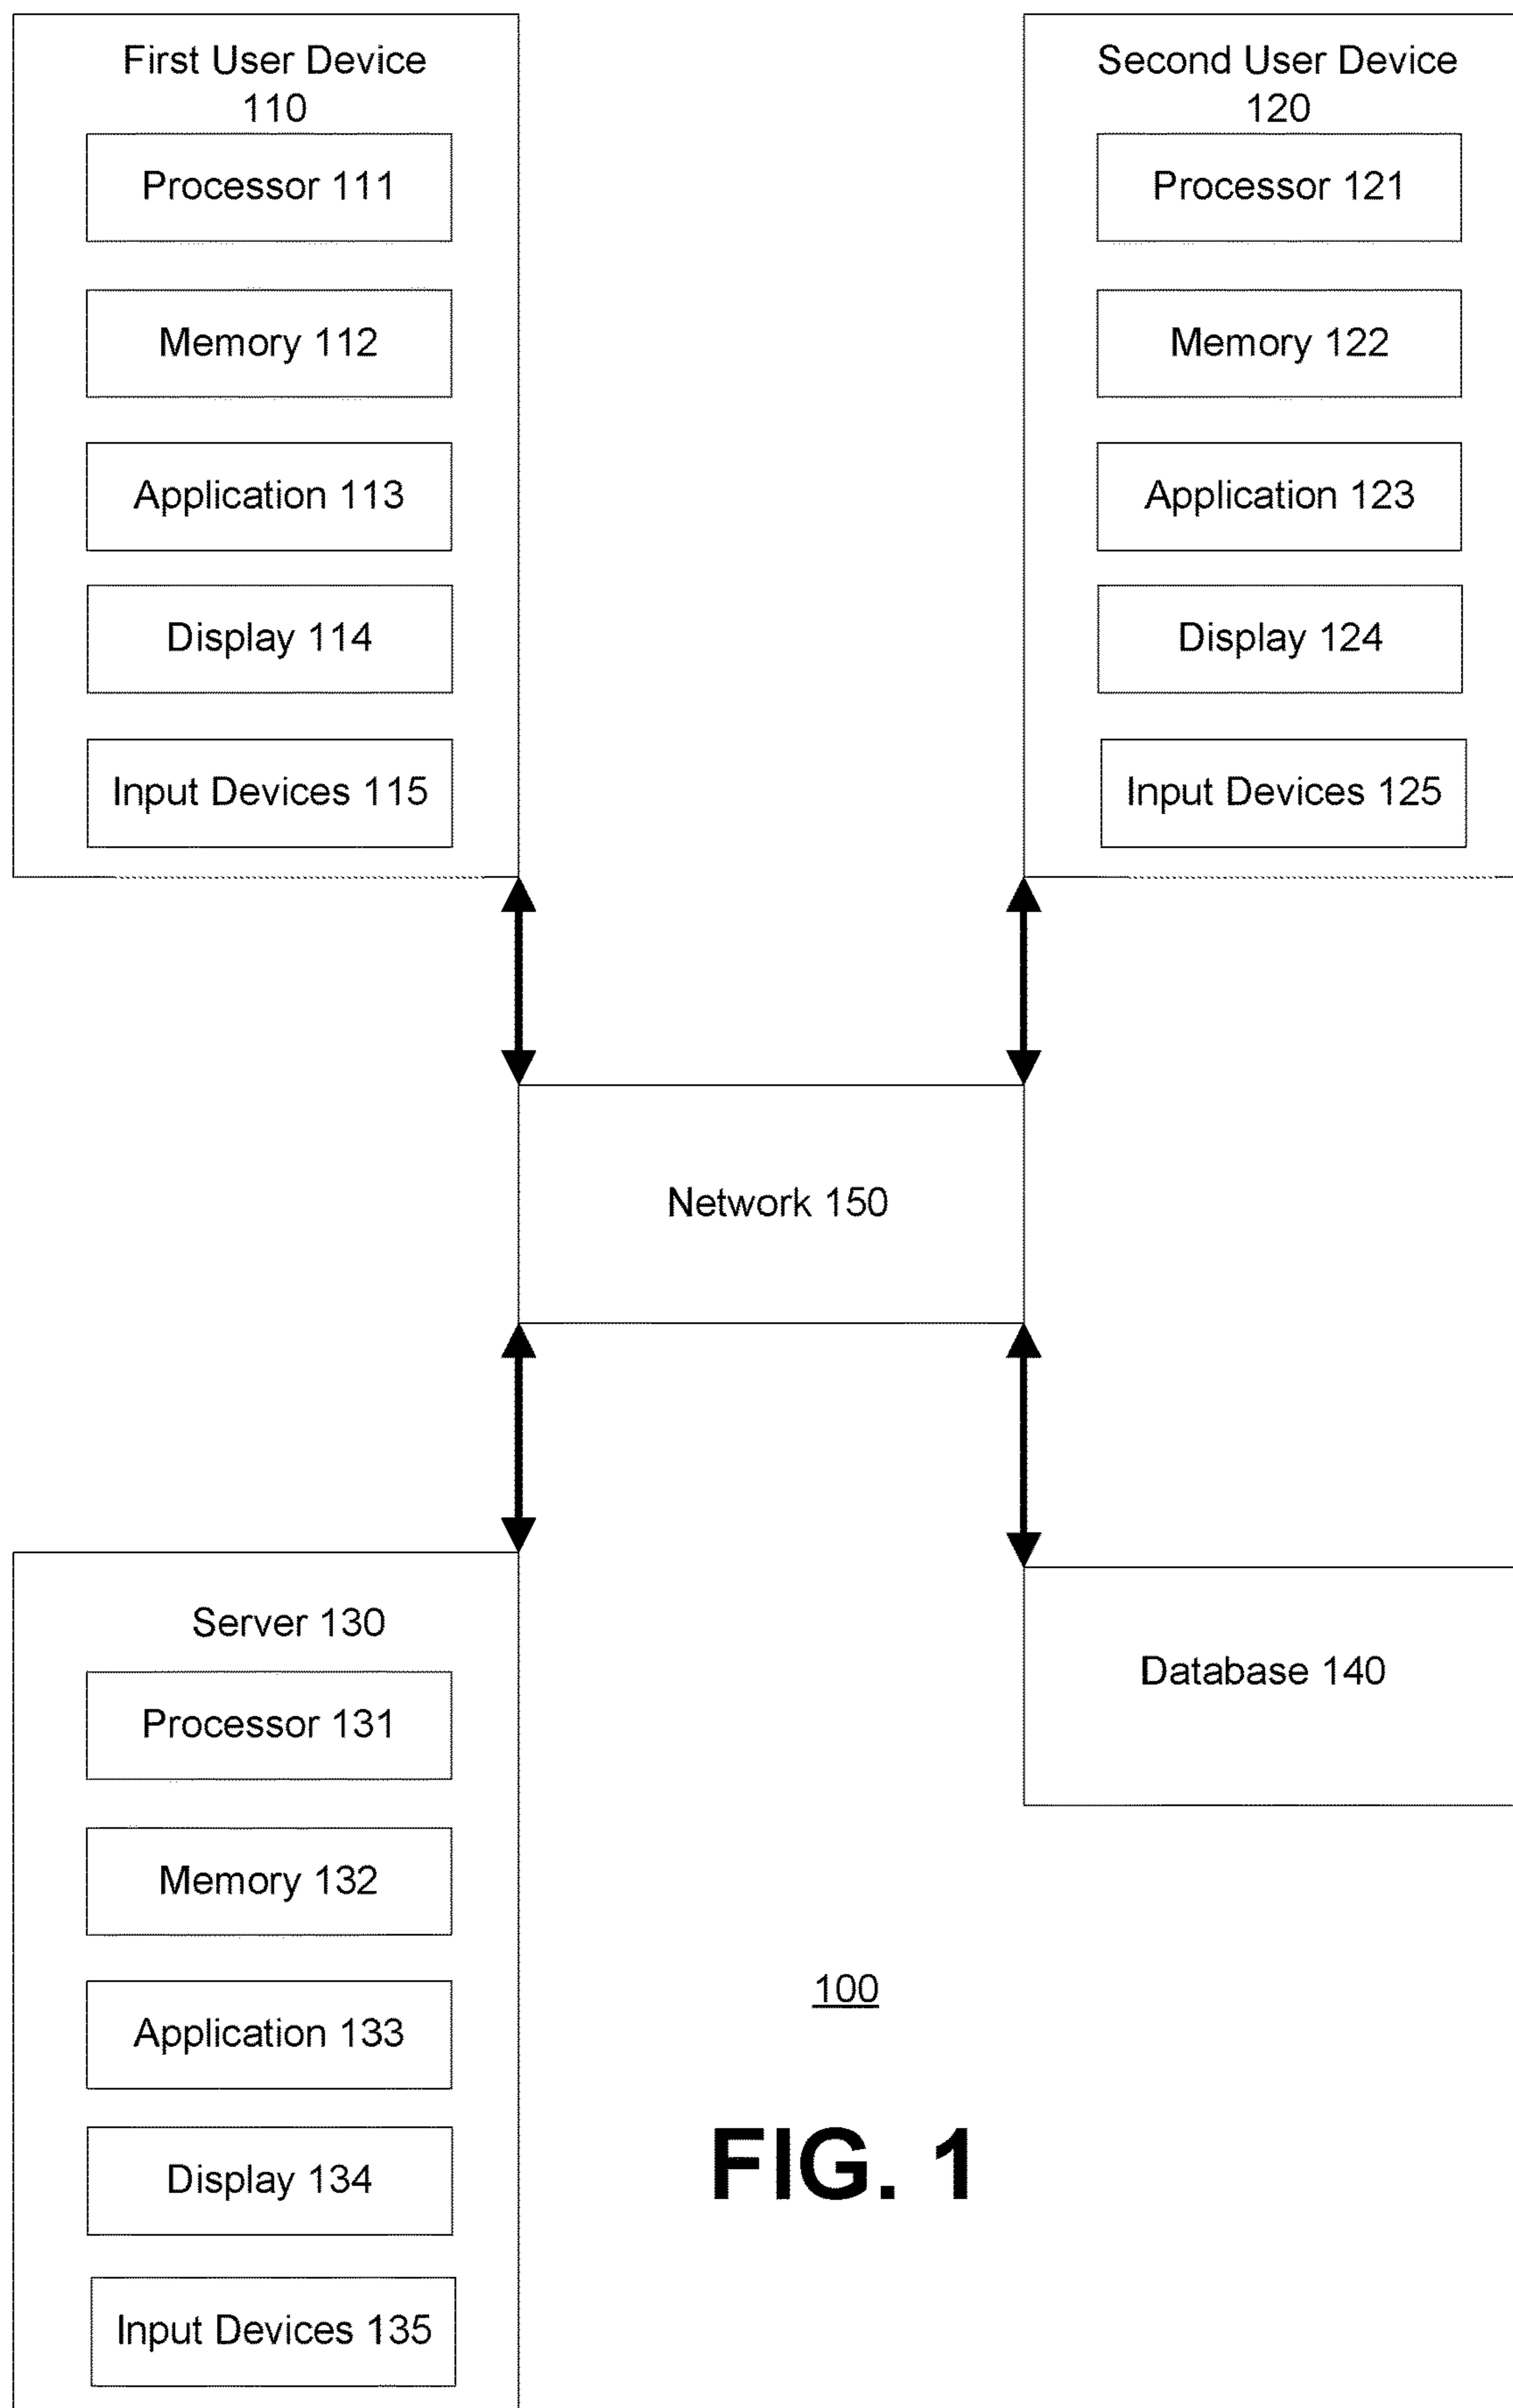 First User Device
110
Processor 111
Memory 112
Application 113
Display 114
Input Devices 115
Second User Device
120
Processor 121
Memory 122
Application 123
Display 124
Input Devices 125
Network 150
Server 130
Processor 131
Memory 132
Application 133
Display 134
Input Devices 135
Database 140
100
FIG. 1